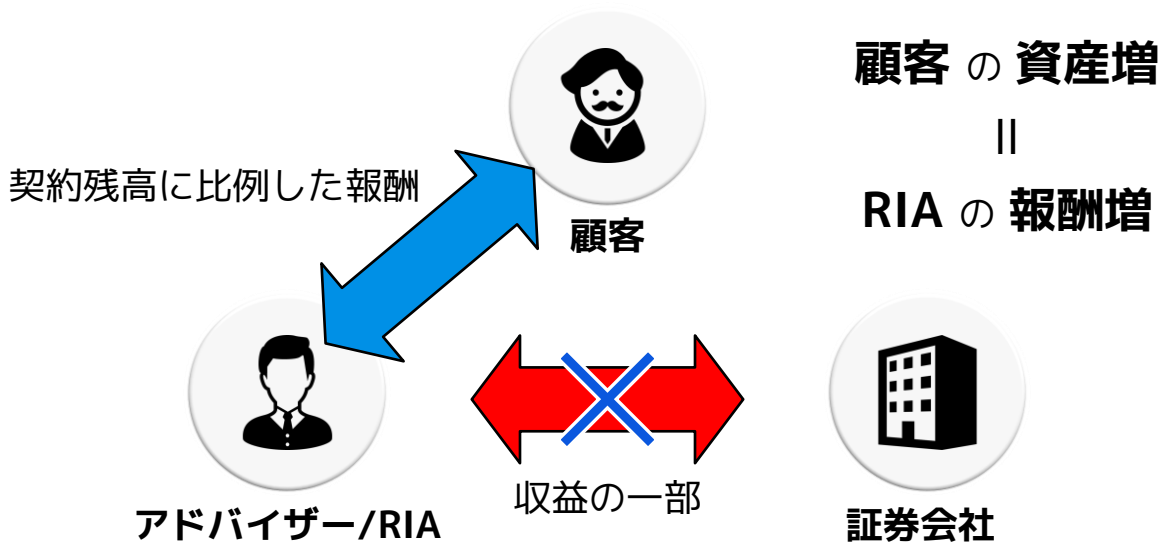 顧客 の 資産増
||
RIA の 報酬増
契約残高に比例した報酬
顧客
収益の一部
アドバイザー/RIA
証券会社